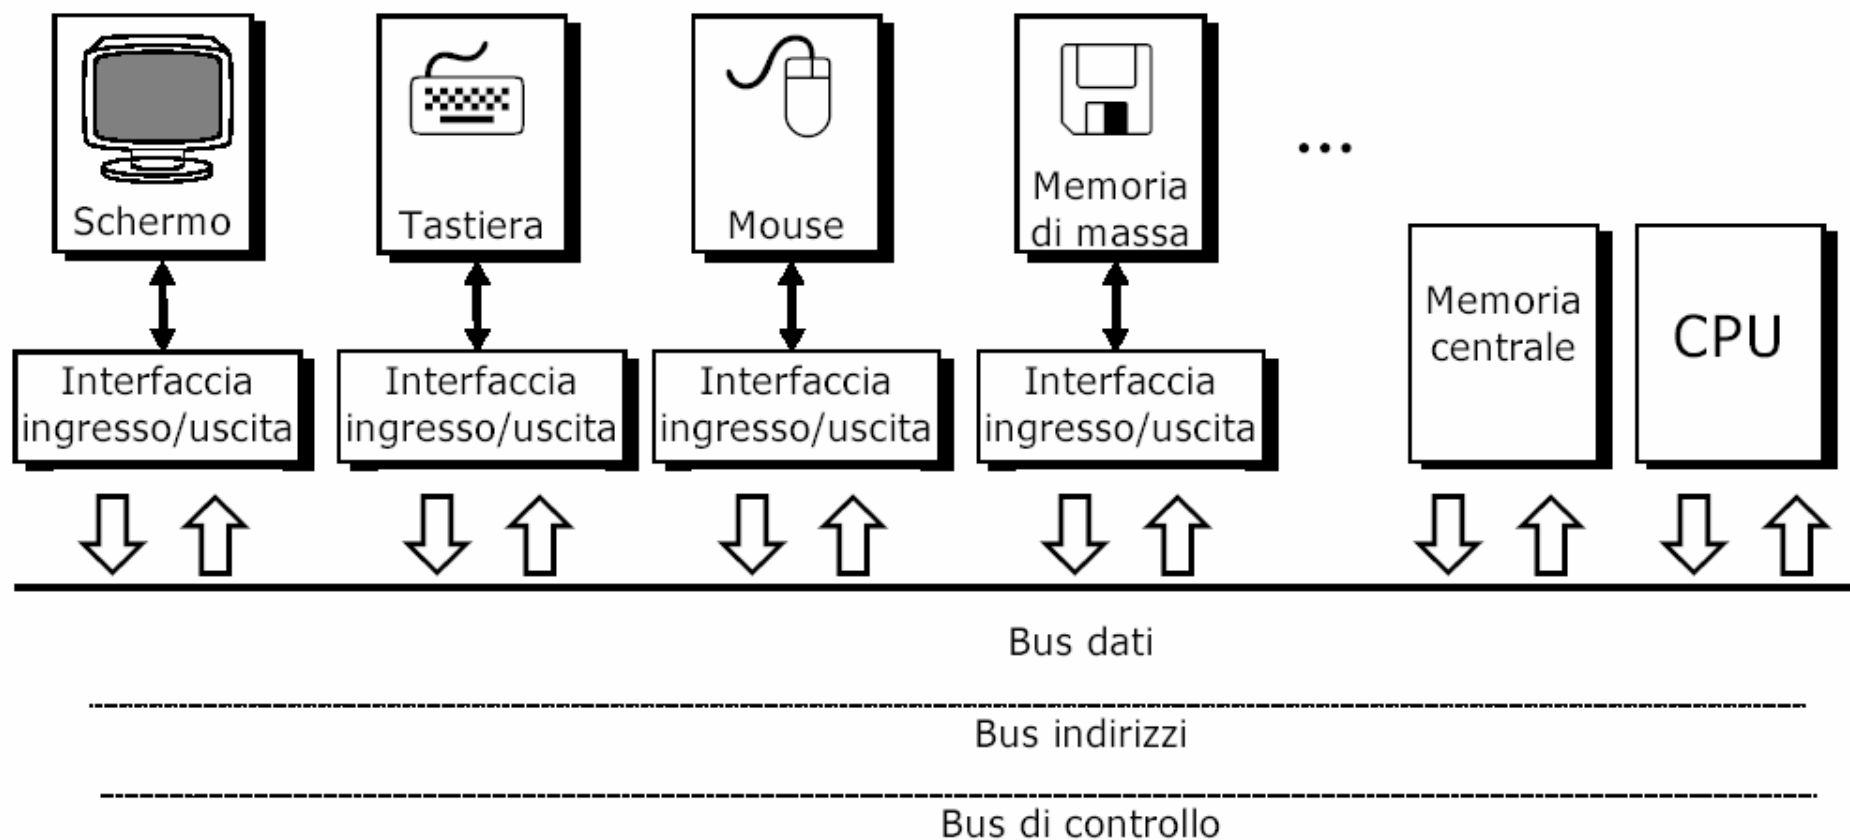 Schermo
Tastiera
Mouse
Memoria
di massa
...
Memoria
centrale
CPU
Interfaccia
ingresso/uscita
Interfaccia
ingresso/uscita
Interfaccia
ingresso/uscita
Interfaccia
ingresso/uscita
Bus dati
Bus indirizzi
Bus di controllo